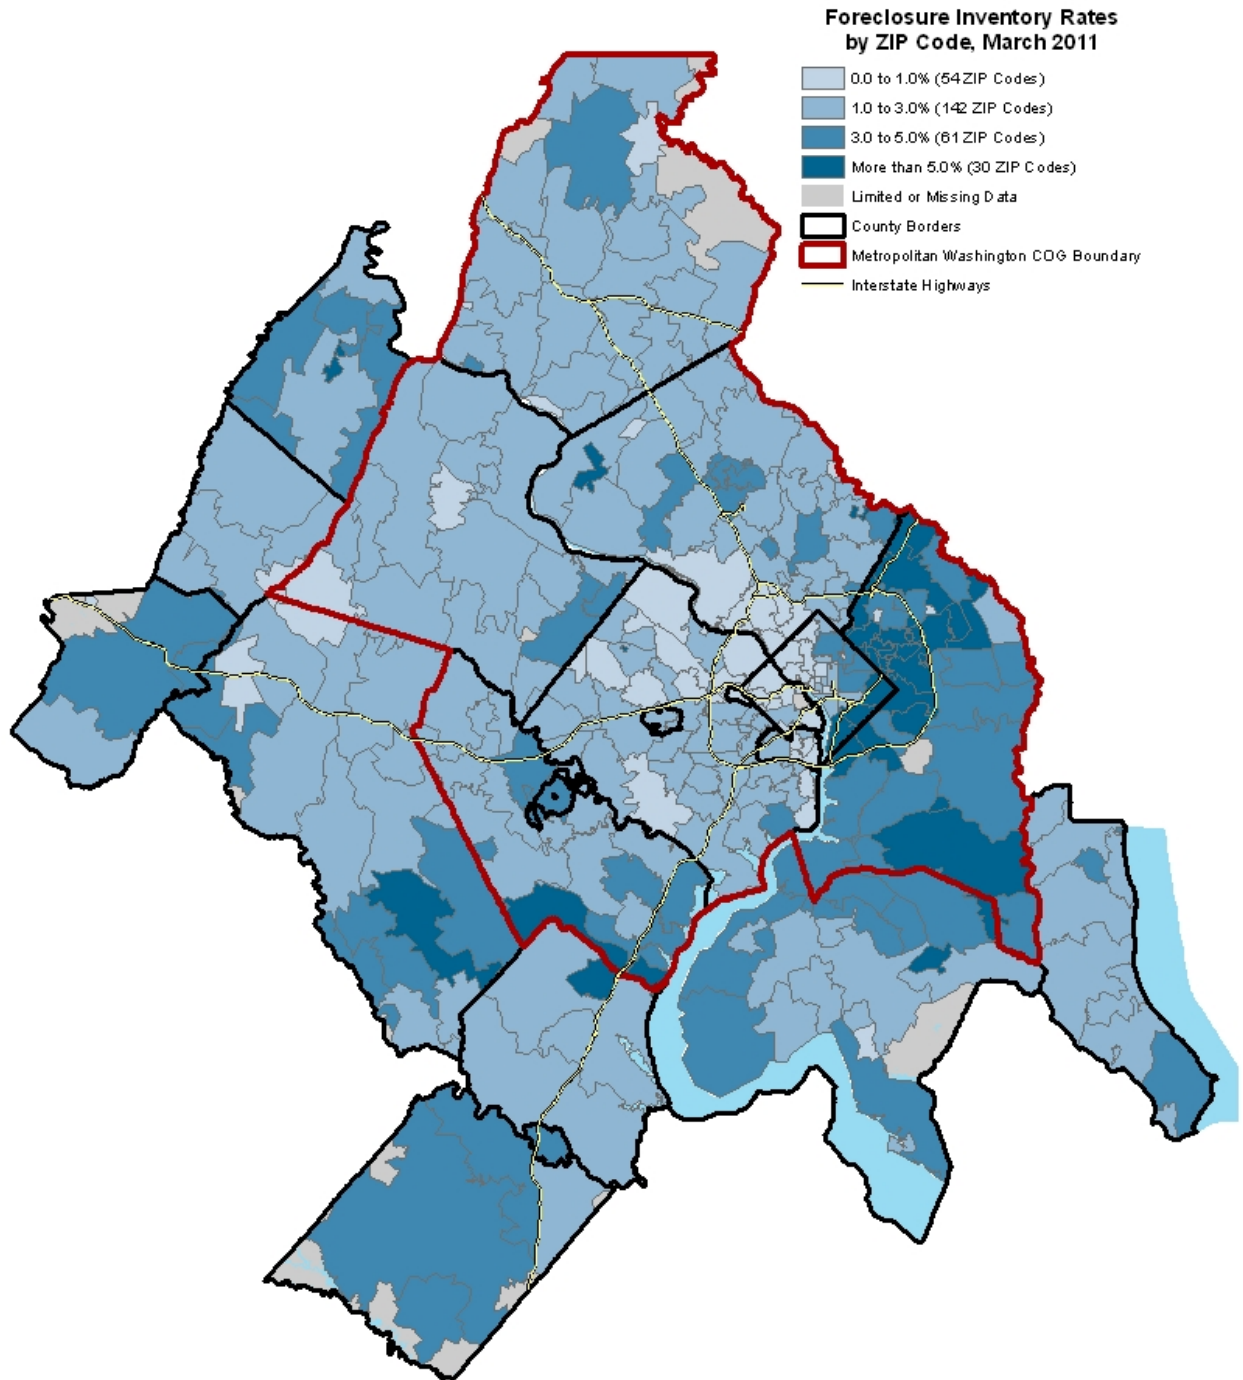 Foreclosure Inventory Rates
by ZIP Code, March 2011
0.0 to 1.0% (54 ZIP Codes)
1.0 to 3.0% (142 ZIP Codes)
3.0 to 5.0% (61 ZIP Codes)
More than 5.0% (30 ZIP Codes)
Limited or Missing Data
County Borders
Metropolitan Washington COG Boundary
Interstate Highways